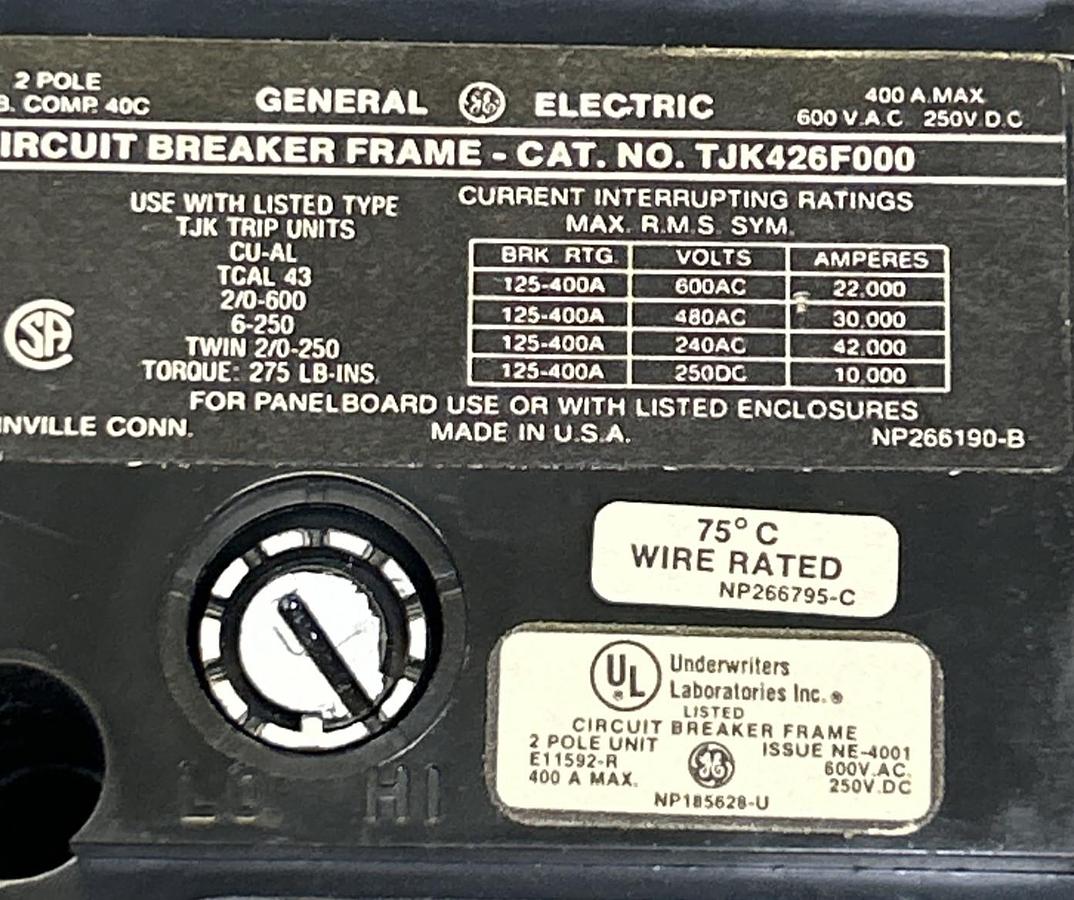 2 POLE
B. COMP. 40C
GENERAL GE ELECTRIC
400 A.MAX
600 V.A.C 250V D.C
IRCUIT BREAKER FRAME - CAT. NO. TJK426F000
USE WITH LISTED TYPE
TJK TRIP UNITS
CU-AL
TCAL 43
2/0-600
6-250
TWIN 2/0-250
TORQUE: 275 LB-INS.
SA
CURRENT INTERRUPTING RATINGS
MAX. R.M.S. SYM.
BRK RTG. VOLTS AMPERES
125-400A 600AC 22.000
125-400A 480AC 30.000
125-400A 240AC 42.000
125-400A 250DC 10.000
FOR PANELBOARD USE OR WITH LISTED ENCLOSURES
INVILLE CONN.
MADE IN U.S.A.
NP266190-B
75° C
WIRE RATED
NP266795-C
UL ®
Underwriters
Laboratories Inc.®
LISTED
CIRCUIT BREAKER FRAME
2 POLE UNIT
E11592-R
400 A MAX.
GE
ISSUE NE-4001
600V.AC.
250V.DC
NP185628-U
LO HI